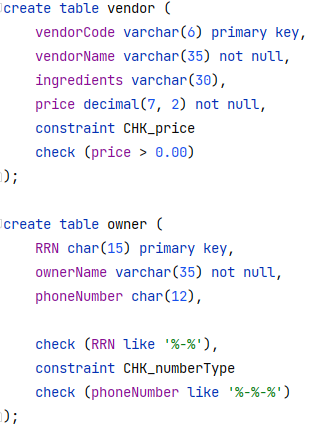 create table vendor (
vendorCode varchar(6) primary key,
vendorName varchar(35) not null,
ingredients varchar(30),
price decimal(7, 2) not null,
constraint CHK_price
check (price > 0.00)
);
create table owner (
RRN char(15) primary key,
ownerName varchar(35) not null,
phoneNumber char(12),
check (RRN like '%-%'),
constraint CHK_numberType
check (phoneNumber like '%-%-%')
);